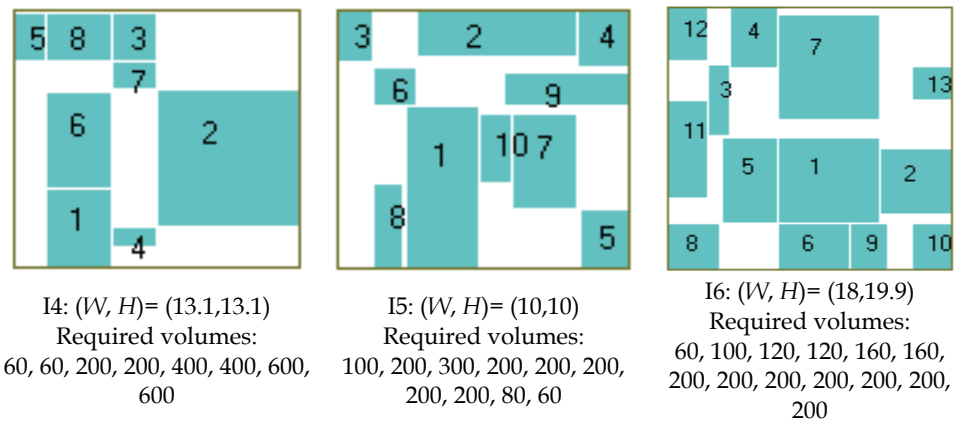 5 8 3
7
6
2
1
4
I4: (W, H)= (13.1,13.1)
Required volumes:
60, 60, 200, 200, 400, 400, 600,
600
3 2 4
6
9
1 10 7
8
5
I5: (W, H)= (10,10)
Required volumes:
100, 200, 300, 200, 200, 200,
200, 200, 80, 60
12 4
7
3 13
11
5 1 2
8 6 9 10
I6: (W, H)= (18,19.9)
Required volumes:
60, 100, 120, 120, 160, 160,
200, 200, 200, 200, 200, 200,
200